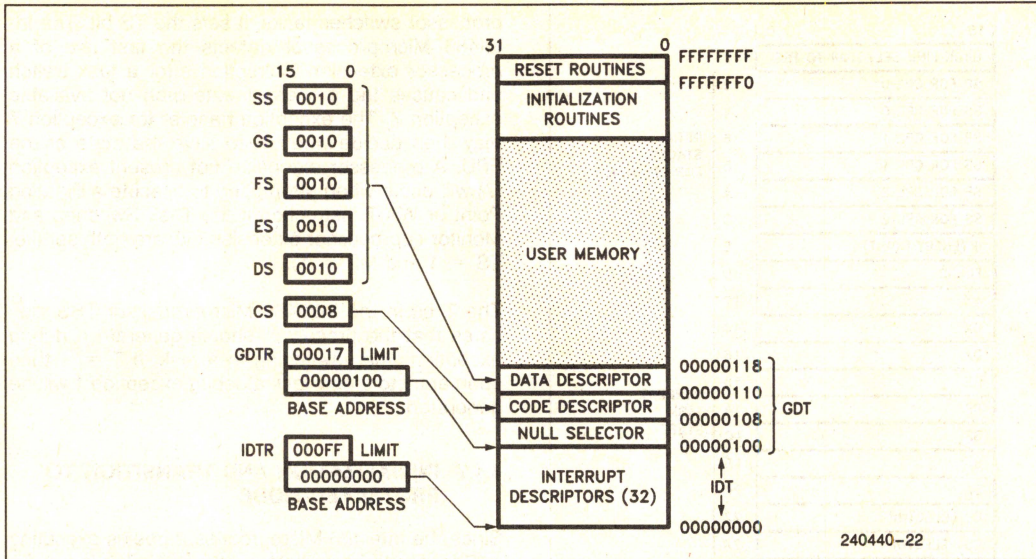 31 0
RESET ROUTINES
FFFFFFFF
FFFFFFF0
INITIALIZATION
ROUTINES
15 0
SS 0010
GS 0010
FS 0010
ES 0010
DS 0010
CS 0008
GDTR 00017 LIMIT
00000100
BASE ADDRESS
IDTR 000FF LIMIT
00000000
BASE ADDRESS
USER MEMORY
DATA DESCRIPTOR
CODE DESCRIPTOR
NULL SELECTOR
INTERRUPT
DESCRIPTORS (32)
00000118
00000110
00000108
00000100
GDT
IDT
00000000
240440-22